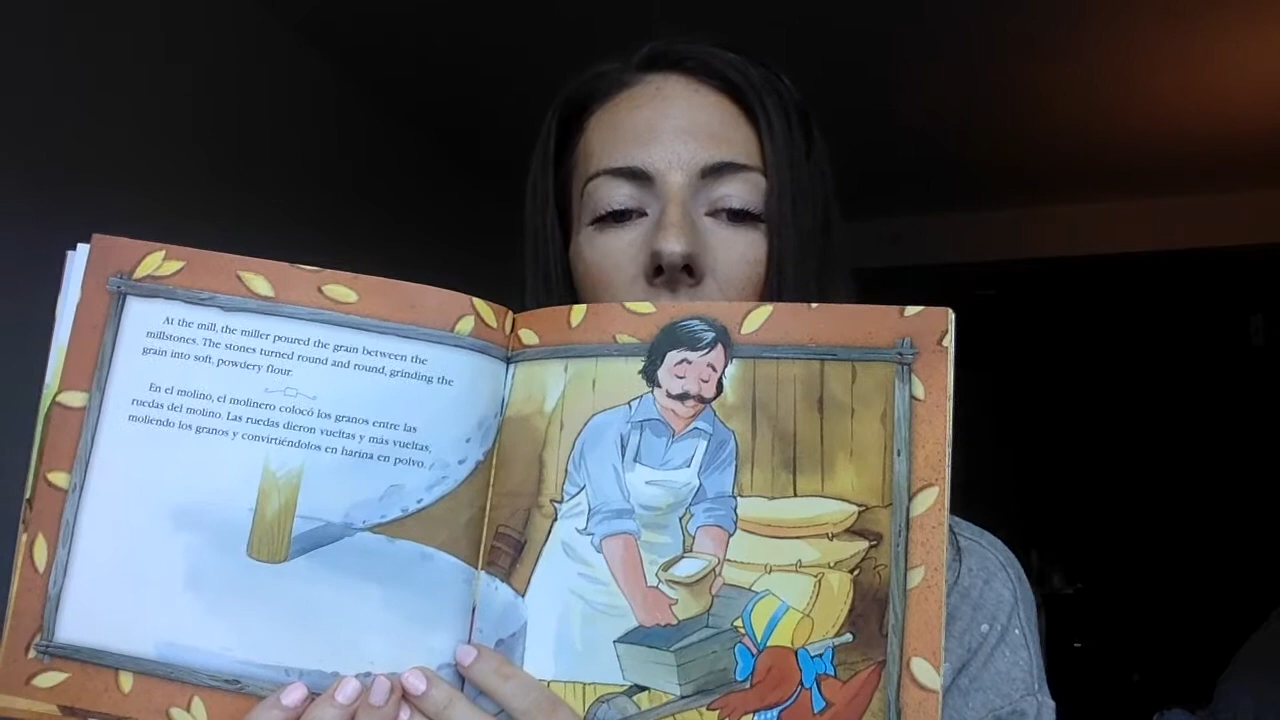 At the mill, the miller poured the grain between the
millstones. The stones turned round and round, grinding the
grain into soft, powdery flour.
En el molino, el molinero colocó los granos entre las
ruedas del molino. Las ruedas dieron vueltas y más vueltas,
moliendo los granos y convirtiéndolos en harina en polvo.